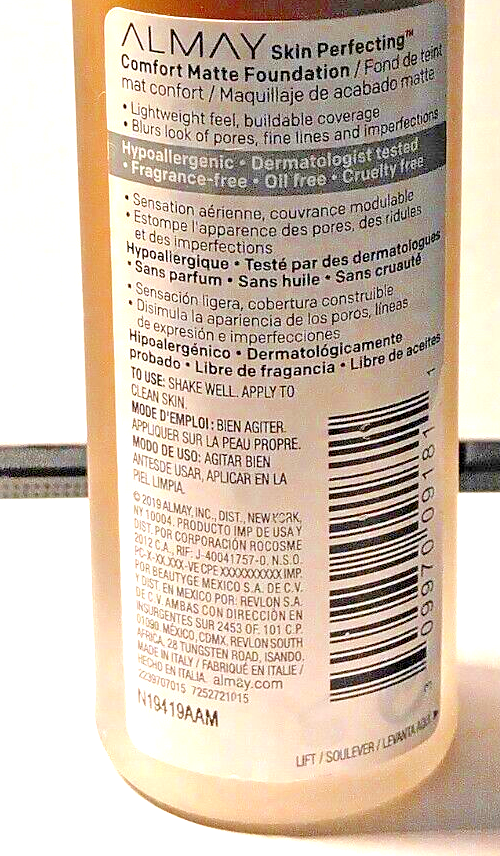 ALMAY Skin Perfecting™
Comfort Matte Foundation / Fond de teint
mat confort / Maquillaje de acabado matte
• Lightweight feel, buildable coverage
• Blurs look of pores, fine lines and imperfections
Hypoallergenic • Dermatologist tested
• Fragrance-free • Oil free • Cruelty free
• Sensation aérienne, couvrance modulable
• Estompe l'apparence des pores, des ridules
et des imperfections
Hypoallergique • Testé par des dermatologues
• Sans parfum • Sans huile • Sans cruauté
• Sensación ligera, cobertura construible
• Disimula la apariencia de los poros, líneas
de expresión e imperfecciones
Hipoalergénico • Dermatológicamente
probado • Libre de fragancia • Libre de aceites
TO USE: SHAKE WELL. APPLY TO
CLEAN SKIN.
MODE D'EMPLOI: BIEN AGITER.
APPLIQUER SUR LA PEAU PROPRE.
MODO DE USO: AGITAR BIEN
ANTESDE USAR, APLICAR EN LA
PIEL LIMPIA.
© 2019 ALMAY, INC., DIST., NEW YORK,
NY 10004. PRODUCTO IMP DE USA Y
DIST. POR CORPORACIÓN ROCOSME
2012 C.A., RIF: J-40041757-0. N.S.O.
PC-X-XX.XXX-VE CPE XXXXXXXXXX IMP.
POR BEAUTYGE MEXICO S.A. DE C.V.
Y DIST. EN MEXICO POR: REVLON S.A.
DE C.V. AMBAS CON DIRECCIÓN EN
INSURGENTES SUR 2453 OF. 101 C.P.
01090 MÉXICO, CDMX. REVLON SOUTH
AFRICA, 28 TUNGSTEN ROAD, ISANDO.
MADE IN ITALY / FABRIQUÉ EN ITALIE /
HECHO EN ITALIA. almay.com
2239707015 7252721015
N19419AAM
0 09970 09181 1
LIFT / SOULEVER / LEVANTA AQUÍ